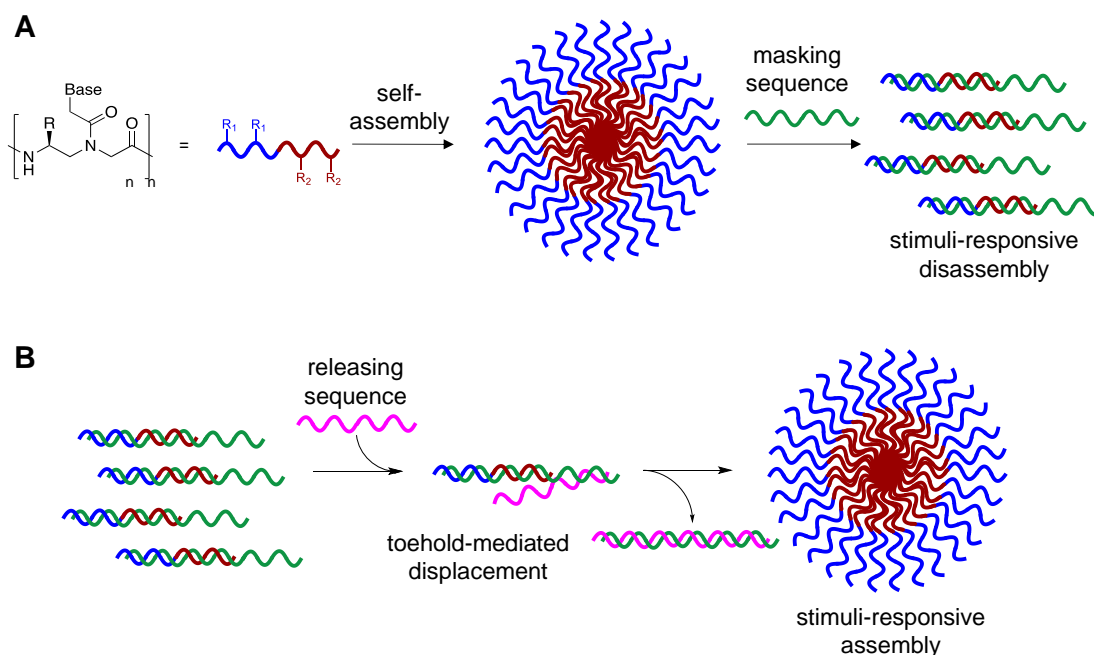 A
Base
O
O
R
N
H
N
n
n
=
R1 R1
R2 R2
self-
assembly
masking
sequence
stimuli-responsive
disassembly
B
releasing
sequence
toehold-mediated
displacement
stimuli-responsive
assembly